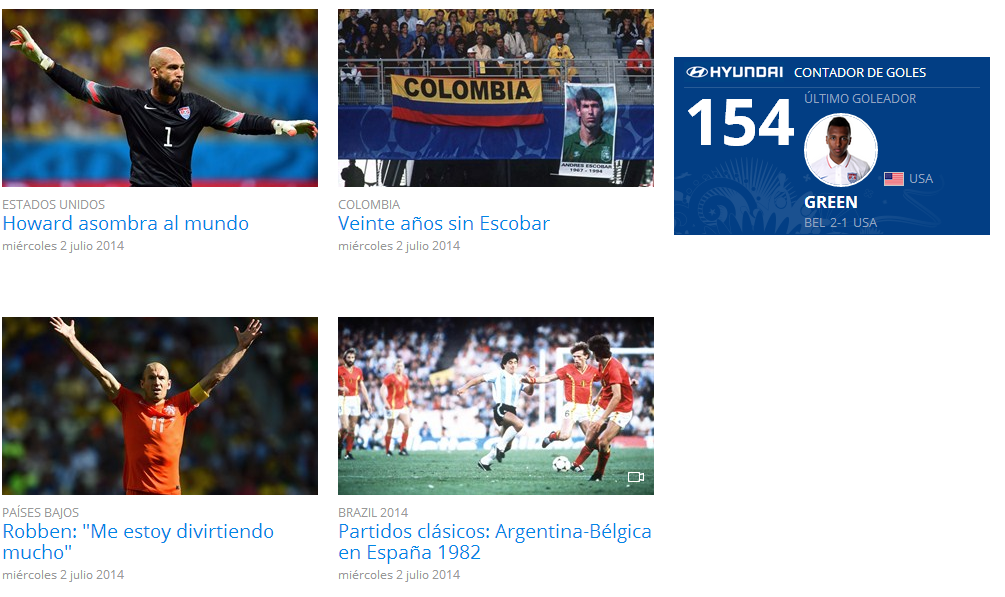 1
COLOMBIA
ANDRES ESCOBAR
1967 - 1994
ESTADOS UNIDOS
Howard asombra al mundo
miércoles 2 julio 2014
COLOMBIA
Veinte años sin Escobar
miércoles 2 julio 2014
HYUNDAI CONTADOR DE GOLES
154
ÚLTIMO GOLEADOR
USA
GREEN
BEL 2-1 USA
11
6
PAÍSES BAJOS
Robben: "Me estoy divirtiendo
mucho"
miércoles 2 julio 2014
BRAZIL 2014
Partidos clásicos: Argentina-Bélgica
en España 1982
miércoles 2 julio 2014